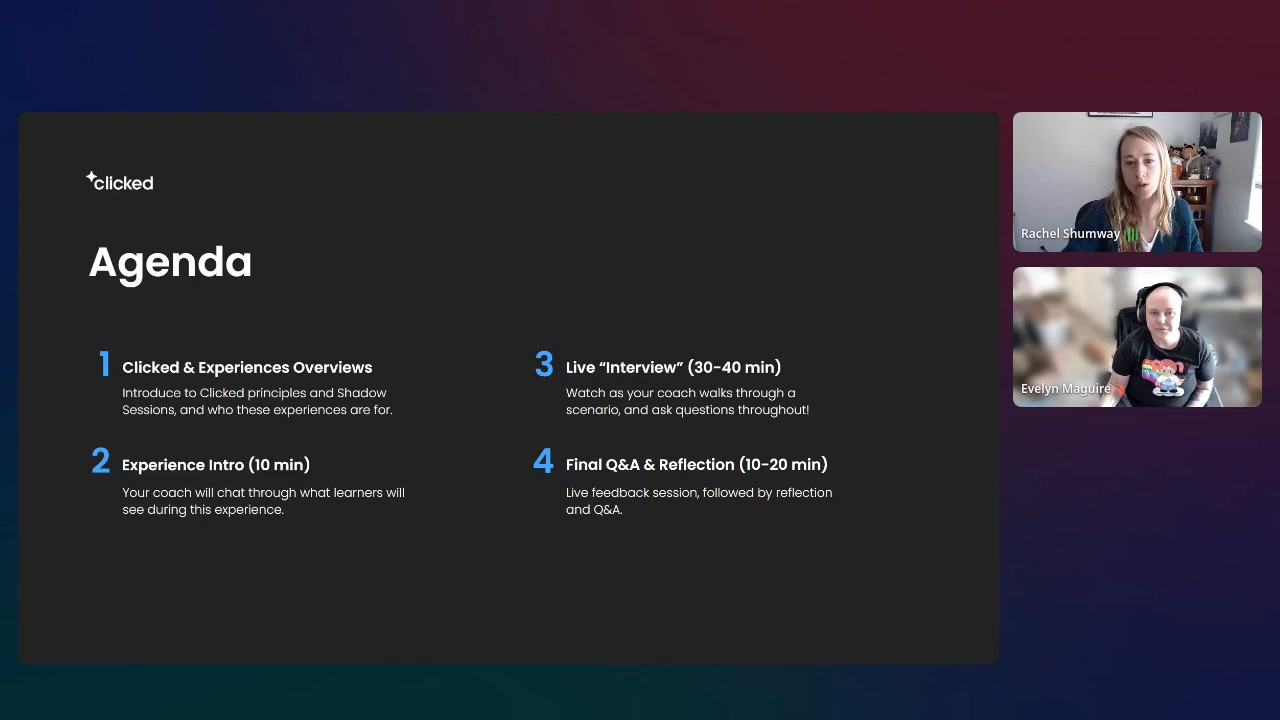 clicked
Agenda
1
Clicked & Experiences Overviews
Introduce to Clicked principles and Shadow
Sessions, and who these experiences are for.
2
Experience Intro (10 min)
Your coach will chat through what learners will
see during this experience.
3
Live “Interview” (30-40 min)
Watch as your coach walks through a
scenario, and ask questions throughout!
4
Final Q&A & Reflection (10-20 min)
Live feedback session, followed by reflection
and Q&A.
Rachel Shumway
Evelyn Maguire